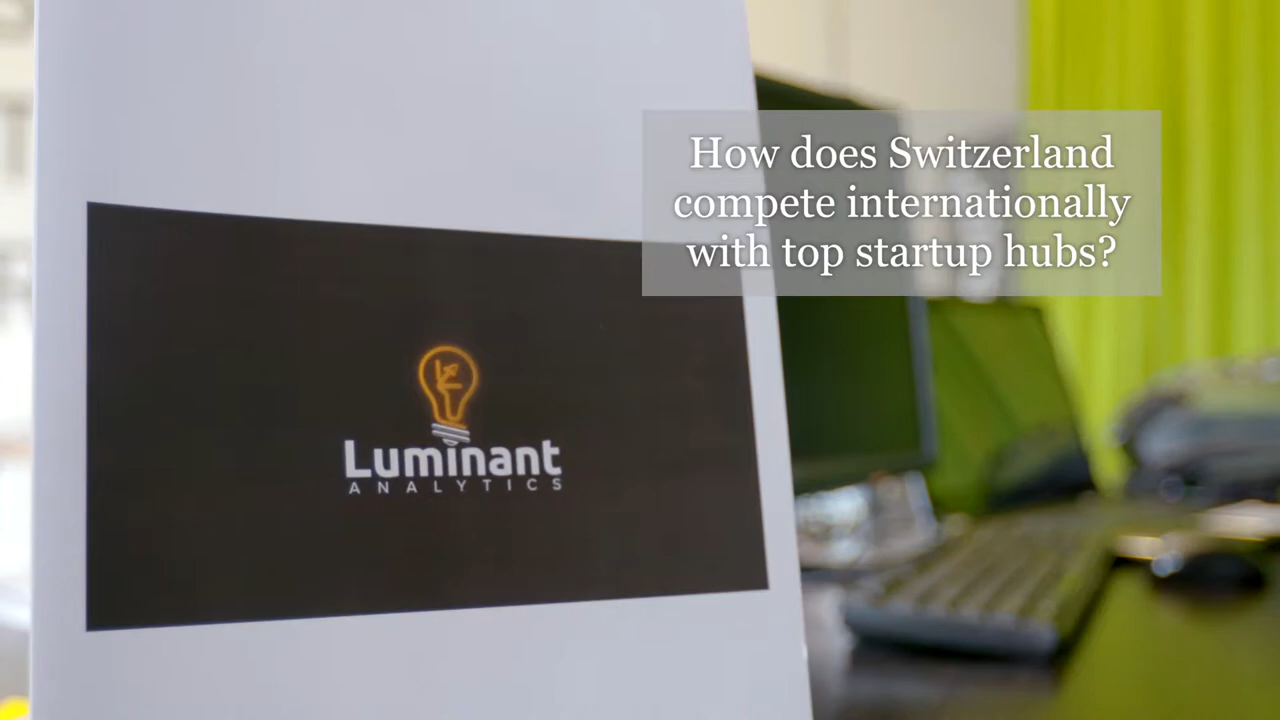 How does Switzerland
compete internationally
with top startup hubs?
Luminant
ANALYTICS